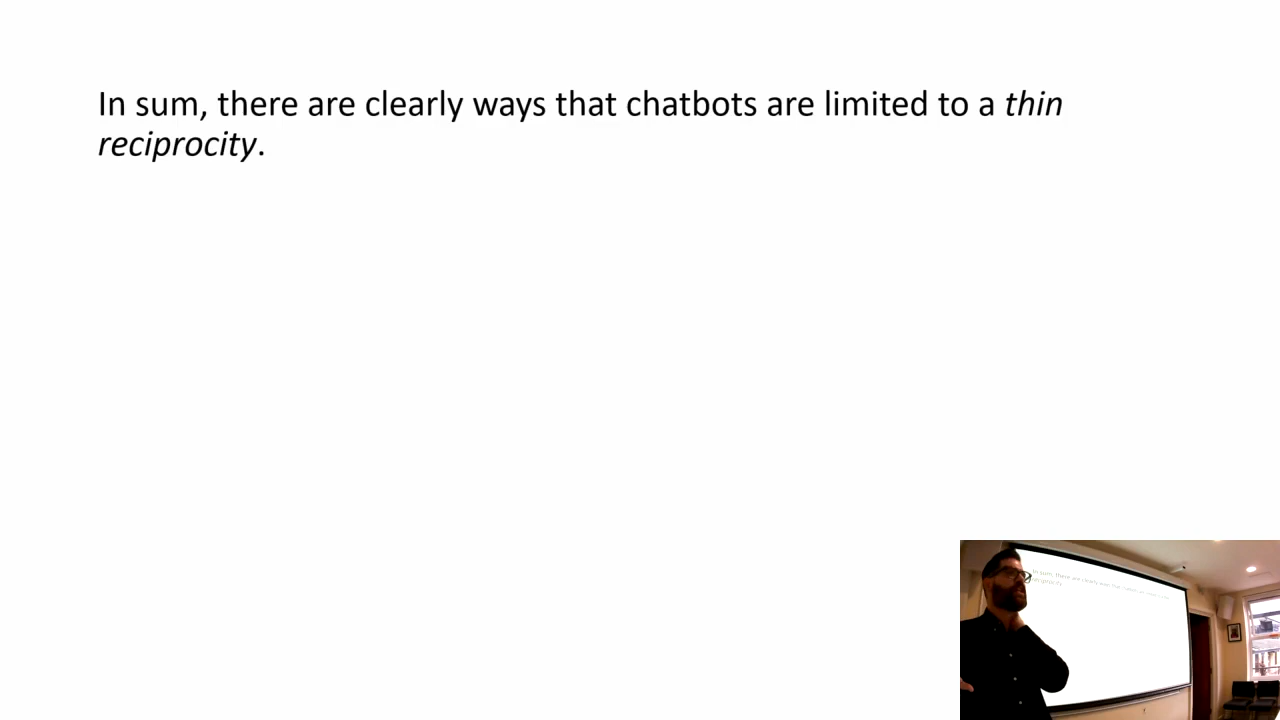 In sum, there are clearly ways that chatbots are limited to a thin
reciprocity.